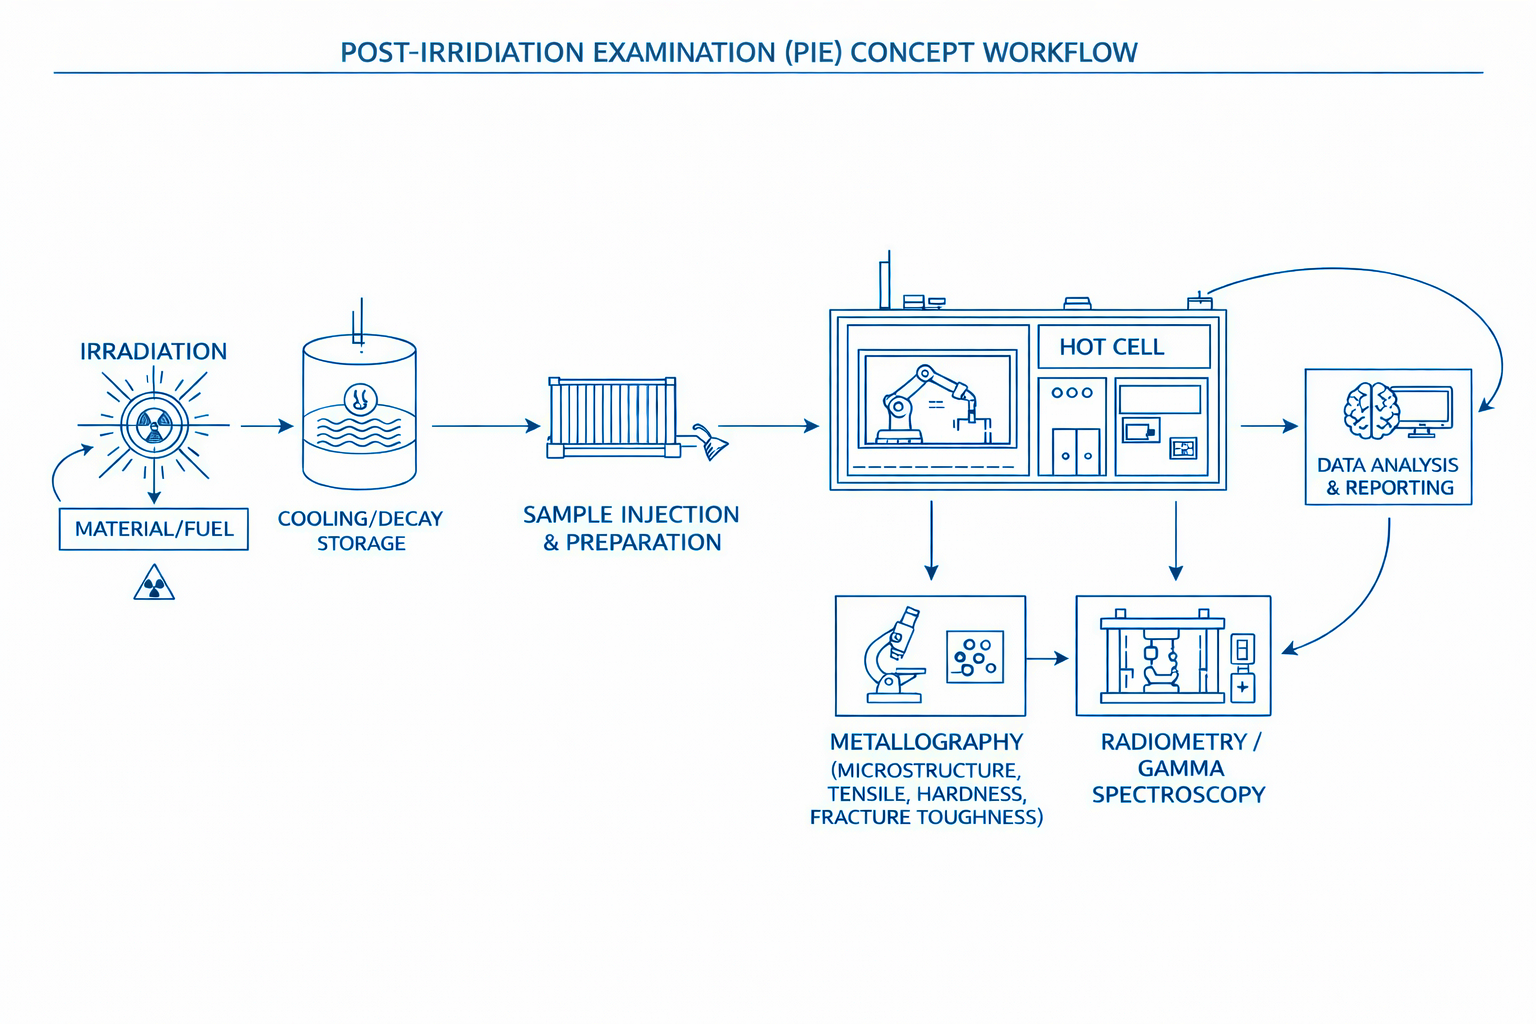 POST-IRRIDIATION EXAMINATION (PIE) CONCEPT WORKFLOW
IRRADIATION
MATERIAL/FUEL
COOLING/DECAY
STORAGE
SAMPLE INJECTION
& PREPARATION
HOT CELL
DATA ANALYSIS
& REPORTING
METALLOGRAPHY
(MICROSTRUCTURE,
TENSILE, HARDNESS,
FRACTURE TOUGHNESS)
RADIOMETRY /
GAMMA
SPECTROSCOPY